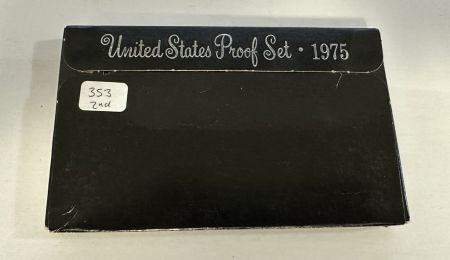 United States Proof Set · 1975
353
2nd